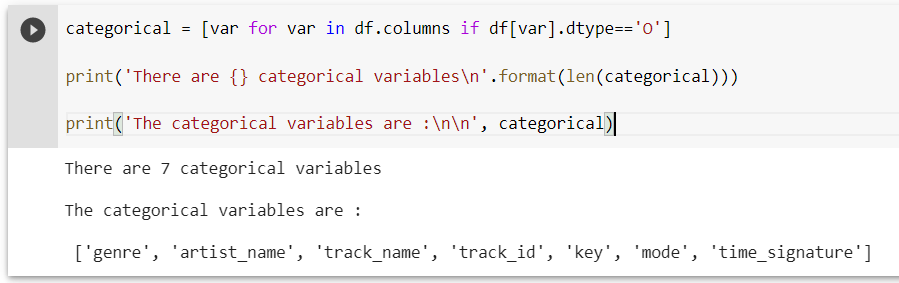 categorical = [var for var in df.columns if df[var].dtype=='O']
print('There are {} categorical variables\n'.format(len(categorical)))
print('The categorical variables are :\n\n', categorical)
There are 7 categorical variables
The categorical variables are :
['genre', 'artist_name', 'track_name', 'track_id', 'key', 'mode', 'time_signature']